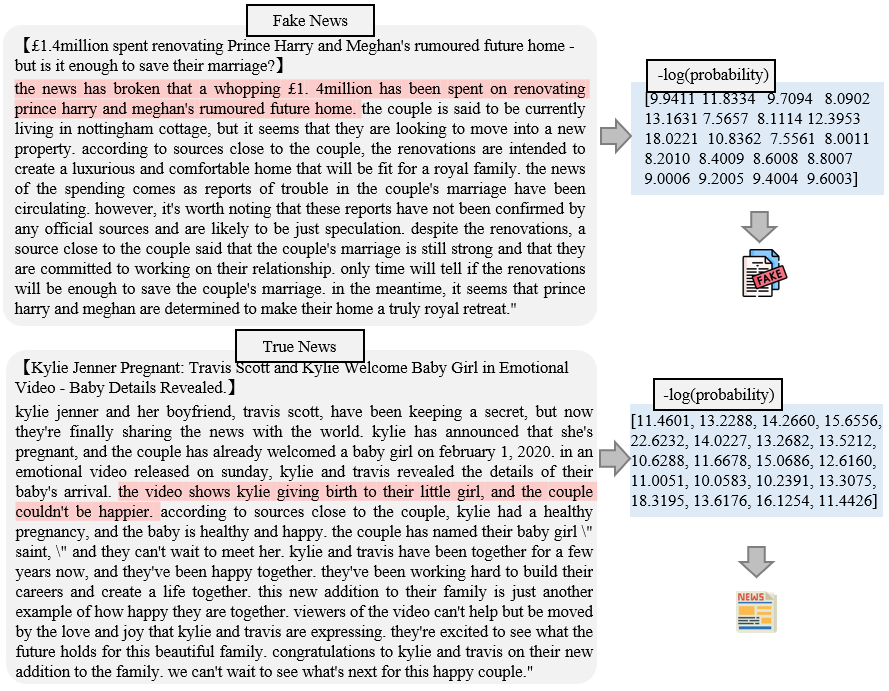 Fake News
【£1.4million spent renovating Prince Harry and Meghan's rumoured future home -
but is it enough to save their marriage?】
the news has broken that a whopping £1. 4million has been spent on renovating
prince harry and meghan's rumoured future home. the couple is said to be currently
living in nottingham cottage, but it seems that they are looking to move into a new
property. according to sources close to the couple, the renovations are intended to
create a luxurious and comfortable home that will be fit for a royal family. the news
of the spending comes as reports of trouble in the couple's marriage have been
circulating. however, it's worth noting that these reports have not been confirmed by
any official sources and are likely to be just speculation. despite the renovations, a
source close to the couple said that the couple's marriage is still strong and that they
are committed to working on their relationship. only time will tell if the renovations
will be enough to save the couple's marriage. in the meantime, it seems that prince
harry and meghan are determined to make their home a truly royal retreat."
-log(probability)
[9.9411 11.8334 9.7094 8.0902
13.1631 7.5657 8.1114 12.3953
18.0221 10.8362 7.5561 8.0011
8.2010 8.4009 8.6008 8.8007
9.0006 9.2005 9.4004 9.6003]
FAKE
True News
【Kylie Jenner Pregnant: Travis Scott and Kylie Welcome Baby Girl in Emotional
Video - Baby Details Revealed.】
kylie jenner and her boyfriend, travis scott, have been keeping a secret, but now
they're finally sharing the news with the world. kylie has announced that she's
pregnant, and the couple has already welcomed a baby girl on february 1, 2020. in an
emotional video released on sunday, kylie and travis revealed the details of their
baby's arrival. the video shows kylie giving birth to their little girl, and the couple
couldn't be happier. according to sources close to the couple, kylie had a healthy
pregnancy, and the baby is healthy and happy. the couple has named their baby girl \"
saint, \" and they can't wait to meet her. kylie and travis have been together for a few
years now, and they've been happy together. they've been working hard to build their
careers and create a life together. this new addition to their family is just another
example of how happy they are together. viewers of the video can't help but be moved
by the love and joy that kylie and travis are expressing. they're excited to see what the
future holds for this beautiful family. congratulations to kylie and travis on their new
addition to the family. we can't wait to see what's next for this happy couple."
-log(probability)
[11.4601, 13.2288, 14.2660, 15.6556,
22.6232, 14.0227, 13.2682, 13.5212,
10.6288, 11.6678, 15.0686, 12.6160,
11.0051, 10.0583, 10.2391, 13.3075,
18.3195, 13.6176, 16.1254, 11.4426]
NEWS